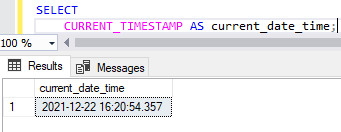 SELECT
CURRENT_TIMESTAMP AS current_date_time;
100 %
Results Messages
current_date_time
1 2021-12-22 16:20:54.357